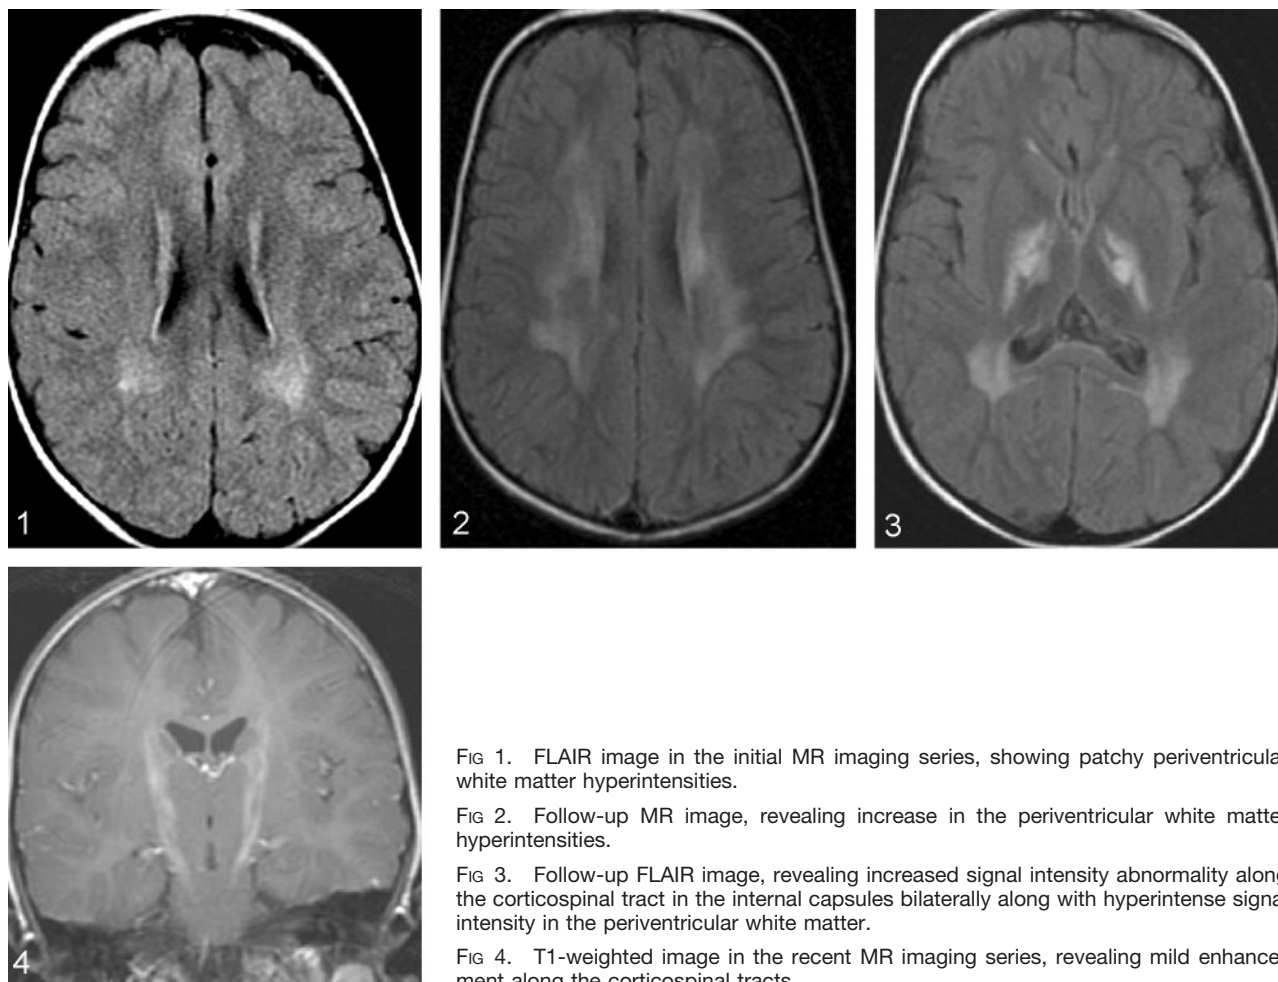 1
2
3
4
FIG 1. FLAIR image in the initial MR imaging series, showing patchy periventricula
white matter hyperintensities.
FIG 2. Follow-up MR image, revealing increase in the periventricular white matte
hyperintensities.
FIG 3. Follow-up FLAIR image, revealing increased signal intensity abnormality along
the corticospinal tract in the internal capsules bilaterally along with hyperintense signa
intensity in the periventricular white matter.
FIG 4. T1-weighted image in the recent MR imaging series, revealing mild enhance-
ment along the corticospinal tracts